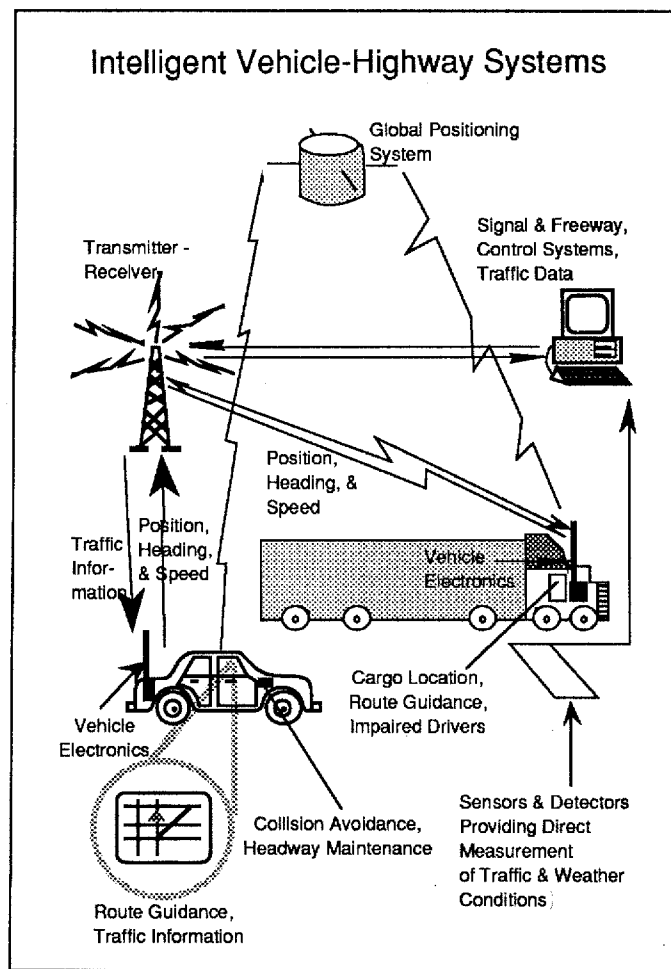 Intelligent Vehicle-Highway Systems
Global Positioning
System
Signal & Freeway,
Control Systems,
Traffic Data
Transmitter -
Receiver
Position,
Heading, &
Speed
Position,
Heading,
& Speed
Traffic
Infor-
mation
Vehicle
Electronics
Cargo Location,
Route Guidance,
Impaired Drivers
Vehicle
Electronics
Collision Avoidance,
Headway Maintenance
Sensors & Detectors
Providing Direct
Measurement
of Traffic & Weather
Conditions
Route Guidance,
Traffic Information